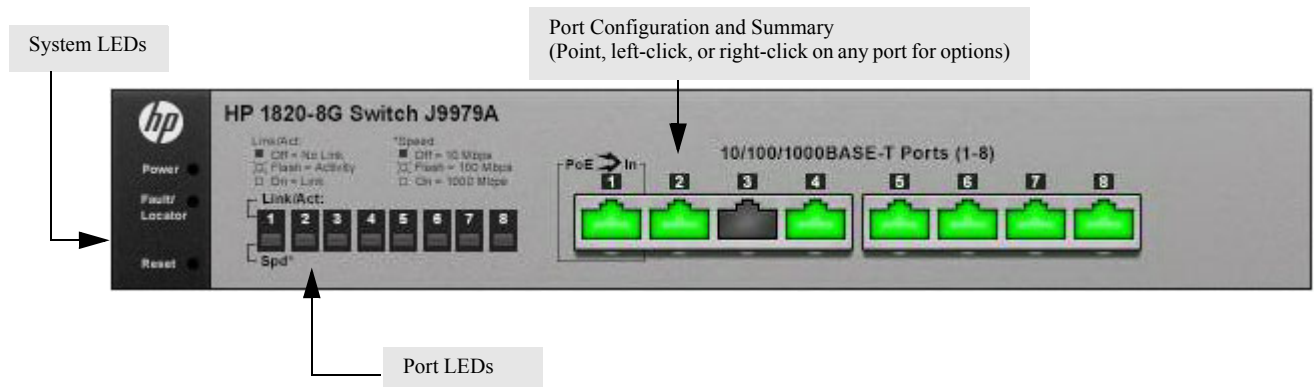 System LEDs
Port Configuration and Summary
(Point, left-click, or right-click on any port for options)
hp
HP 1820-8G Switch J9979A
Link/Act:
Off = No Link
Flash = Activity
On = Link
*Speed
Off = 10 Mbps
Flash = 100 Mbps
On = 1000 Mbps
Power
Fault/
Locator
Reset
Link/Act:
1 2 3 4 5 6 7 8
Spd*
PoE In
10/100/1000BASE-T Ports (1-8)
1 2 3 4 5 6 7 8
Port LEDs